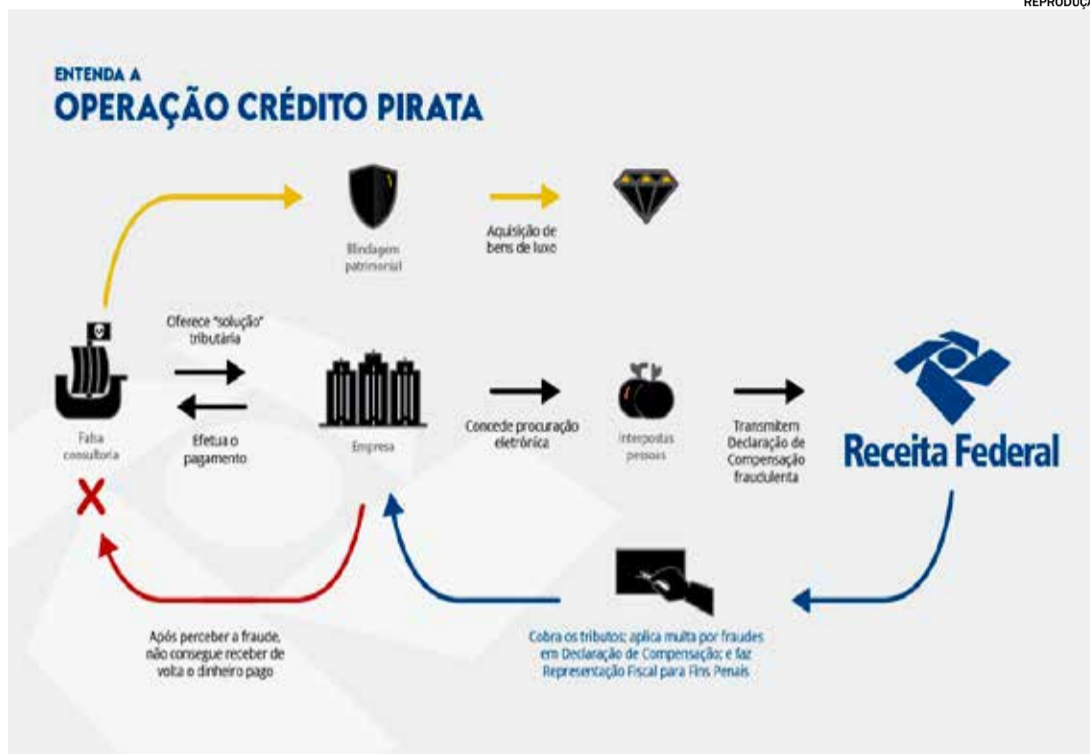 REPRODUÇÃ
ENTENDA A
OPERAÇÃO CRÉDITO PIRATA
Blindagem
patrimonial
Aquisição de
bens de luxo
Oferece "solução"
tributária
Efetua o
pagamento
Falsa
consultoria
Empresa
Concede procuração
eletrônica
Interpostas
pessoas
Transmitem
Declaração de
Compensação
fraudulenta
Receita Federal
X
Após perceber a fraude,
não consegue receber de
volta o dinheiro pago
Cobra os tributos; aplica multa por fraudes
em Declaração de Compensação; e faz
Representação Fiscal para Fins Penais